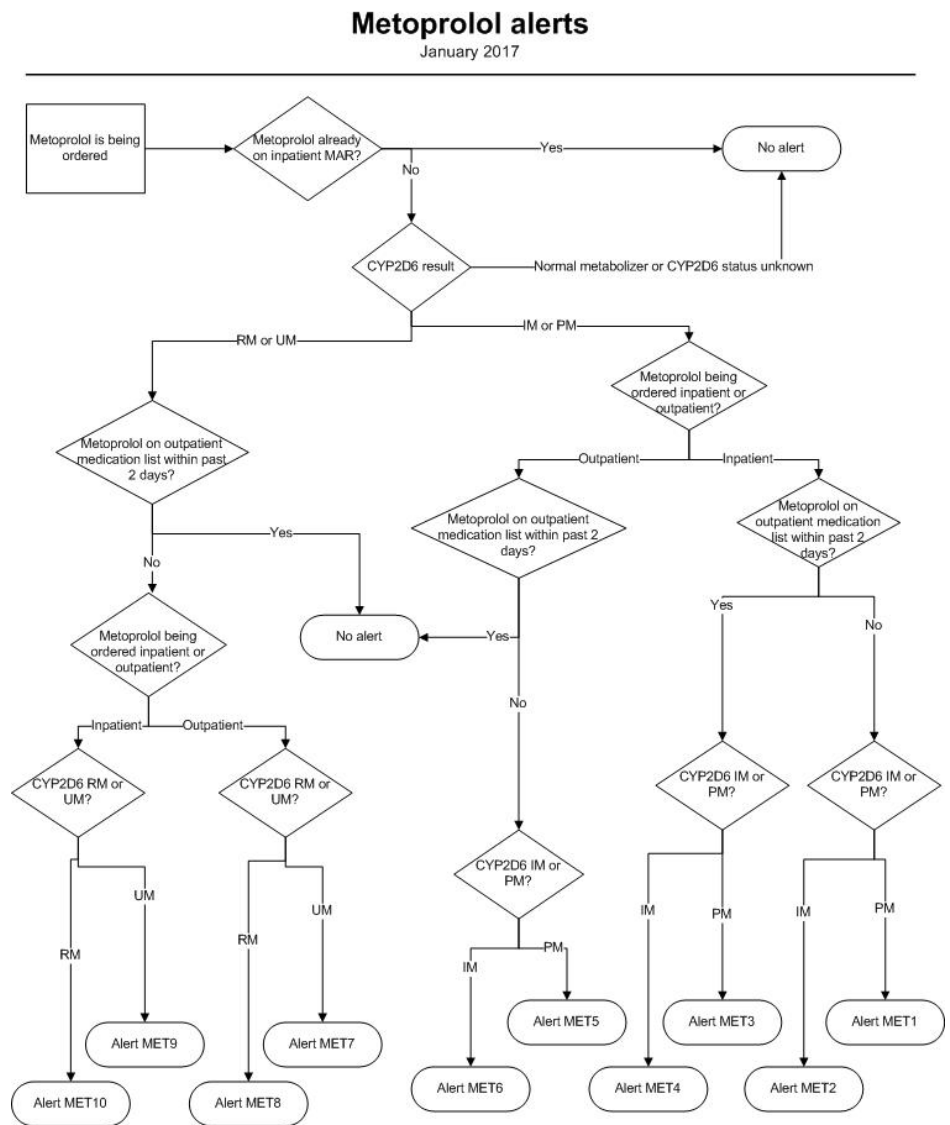 Metoprolol alerts
January 2017
Metoprolol is being
ordered
Metoprolol already
on inpatient MAR?
Yes
No alert
No
CYP2D6 result
Normal metabolizer or CYP2D6 status unknown
RM or UM
IM or PM
Metoprolol being
ordered inpatient or
outpatient?
Metoprolol on outpatient
medication list within past
2 days?
Outpatient
Inpatient
Metoprolol on outpatient
medication list within past 2
days?
Metoprolol on
outpatient medication
list within past 2
days?
Yes
No
No alert
Yes
Yes
No
Metoprolol being
ordered inpatient or
outpatient?
No
Inpatient
Outpatient
CYP2D6 RM or
UM?
CYP2D6 RM or
UM?
CYP2D6 IM or
PM?
CYP2D6 IM or
PM?
CYP2D6 IM or
PM?
RM
UM
RM
UM
IM
PM
IM
PM
IM
PM
Alert MET9
Alert MET7
Alert MET5
Alert MET3
Alert MET1
Alert MET10
Alert MET8
Alert MET6
Alert MET4
Alert MET2